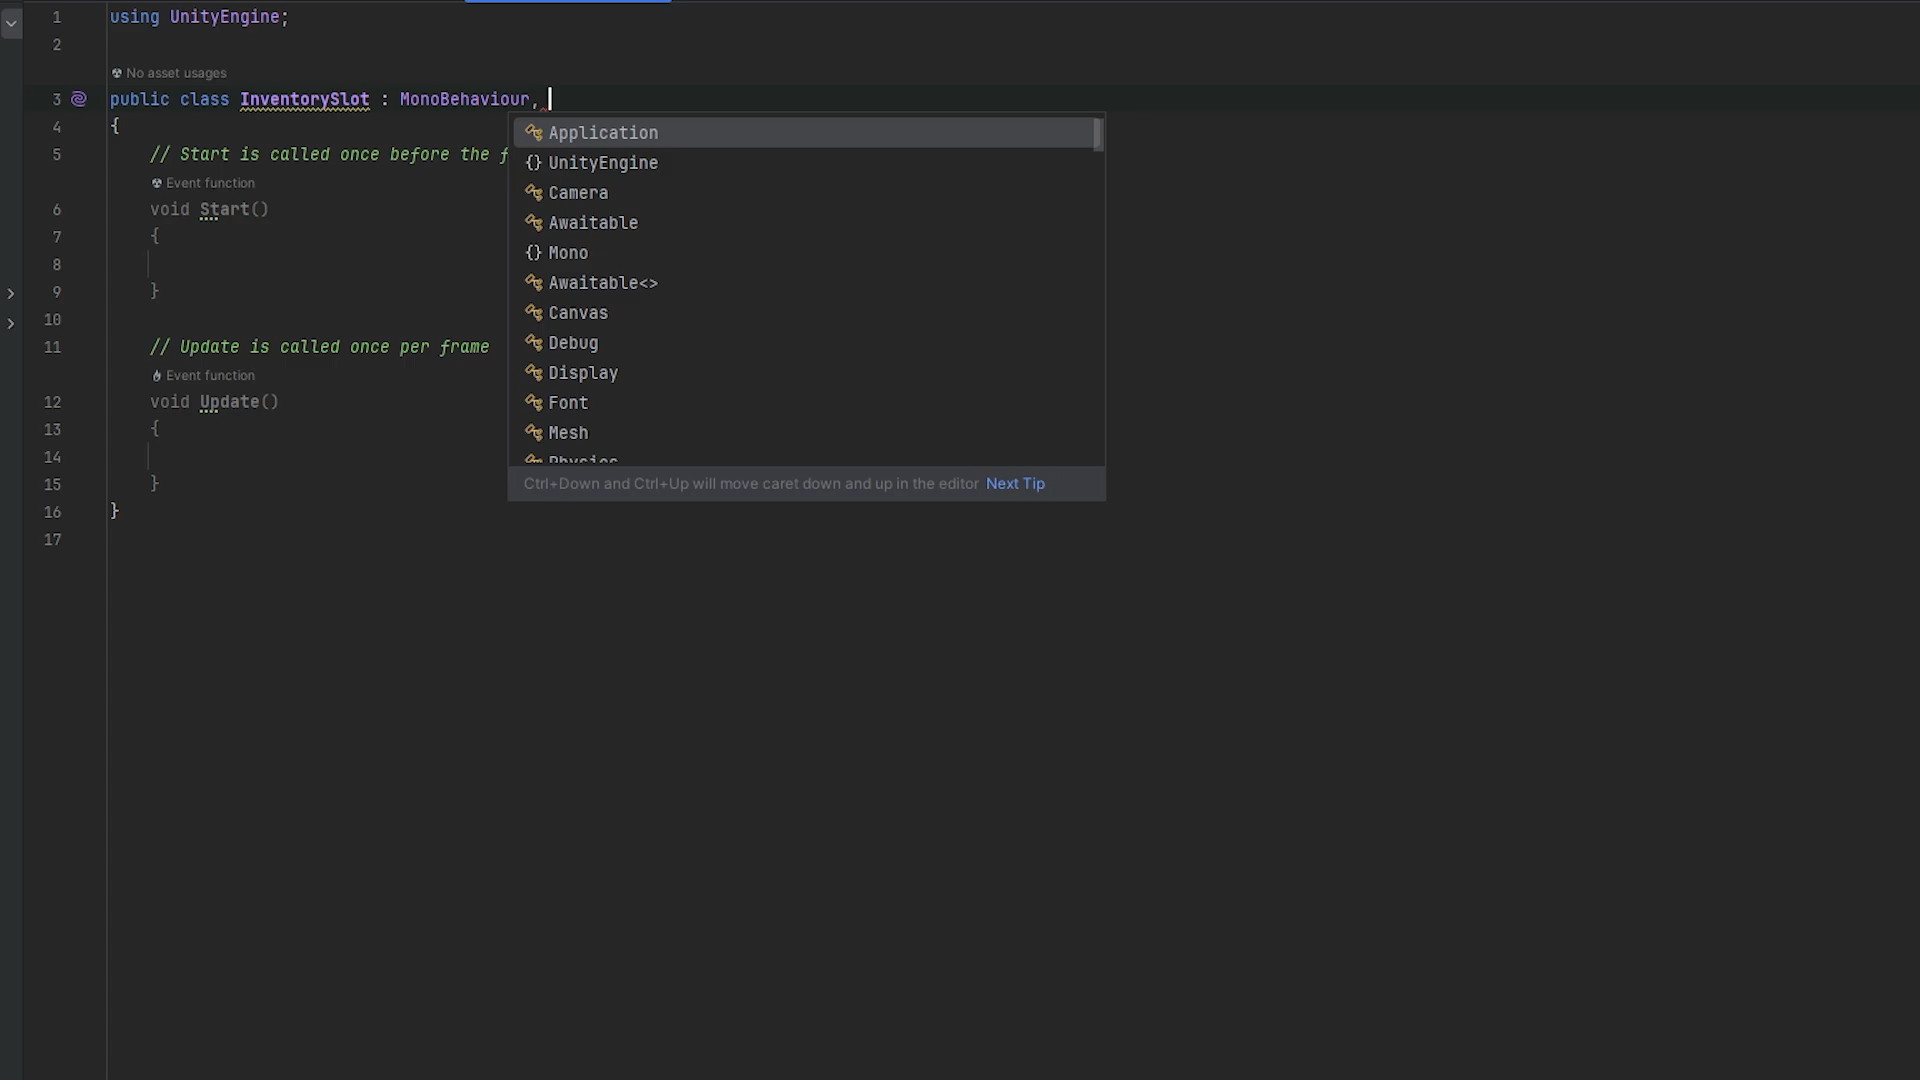 1 using UnityEngine;
2
No asset usages
3 public class InventorySlot : MonoBehaviour,
4 {
5 // Start is called once before the f
Event function
6 void Start()
7 {
8
9 }
10
11 // Update is called once per frame
Event function
12 void Update()
13 {
14
15 }
16 }
17
Application
{} UnityEngine
Camera
Awaitable
{} Mono
Awaitable<>
Canvas
Debug
Display
Font
Mesh
Physics
Ctrl+Down and Ctrl+Up will move caret down and up in the editor Next Tip